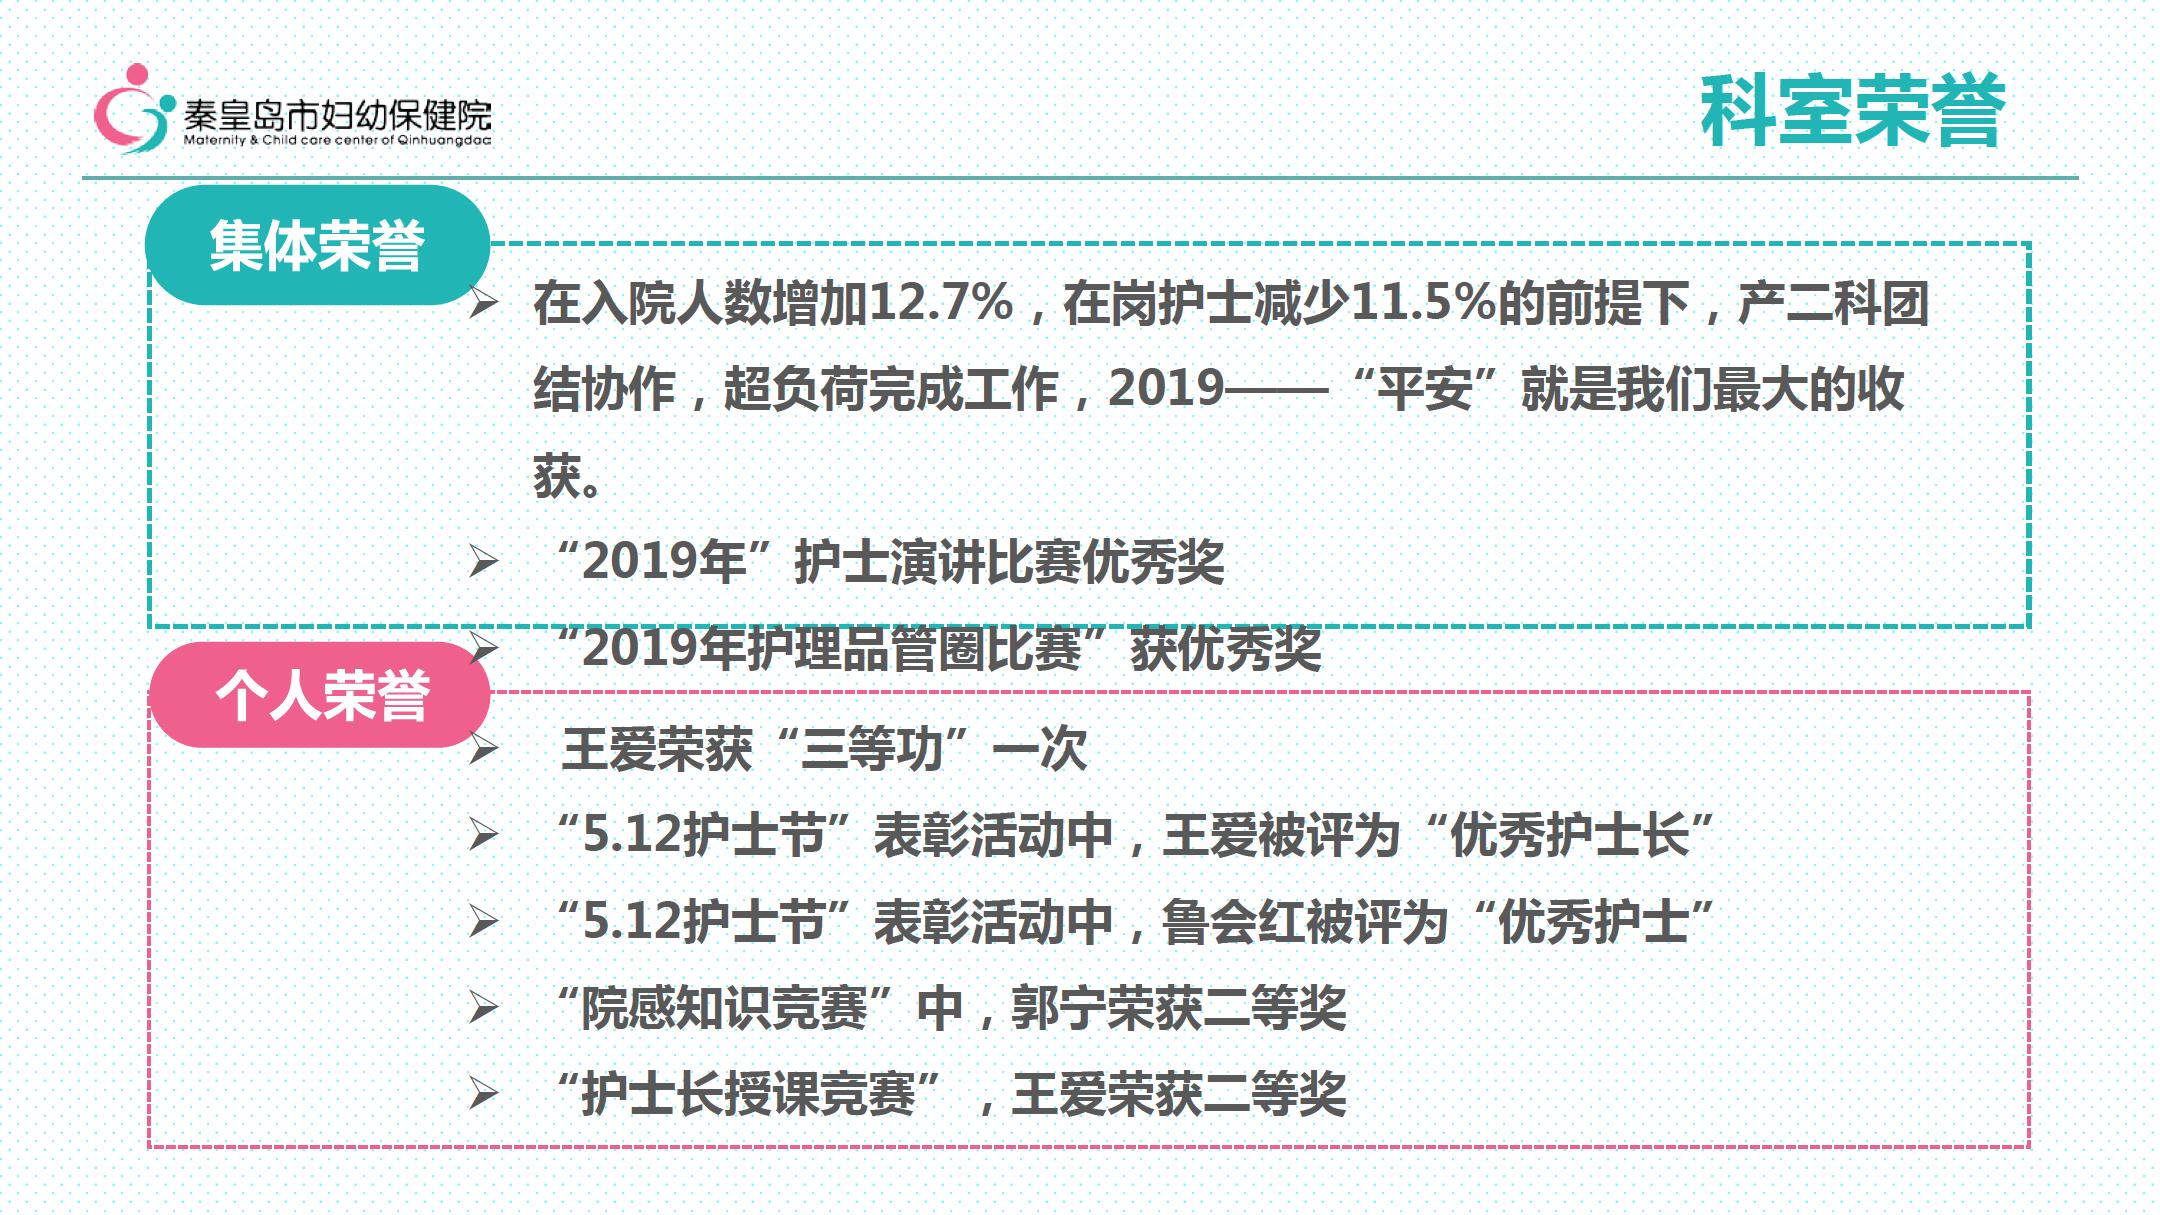 秦皇岛市妇幼保健院
Maternity & Child care center of Qinhuangdao
科室荣誉
集体荣誉
在入院人数增加12.7%，在岗护士减少11.5%的前提下，产二科团
结协作，超负荷完成工作，2019——“平安”就是我们最大的收
获。
“2019年”护士演讲比赛优秀奖
“2019年护理品管圈比赛”获优秀奖
个人荣誉
王爱荣获“三等功”一次
“5.12护士节”表彰活动中，王爱被评为“优秀护士长”
“5.12护士节”表彰活动中，鲁会红被评为“优秀护士”
“院感知识竞赛”中，郭宁荣获二等奖
“护士长授课竞赛”，王爱荣获二等奖